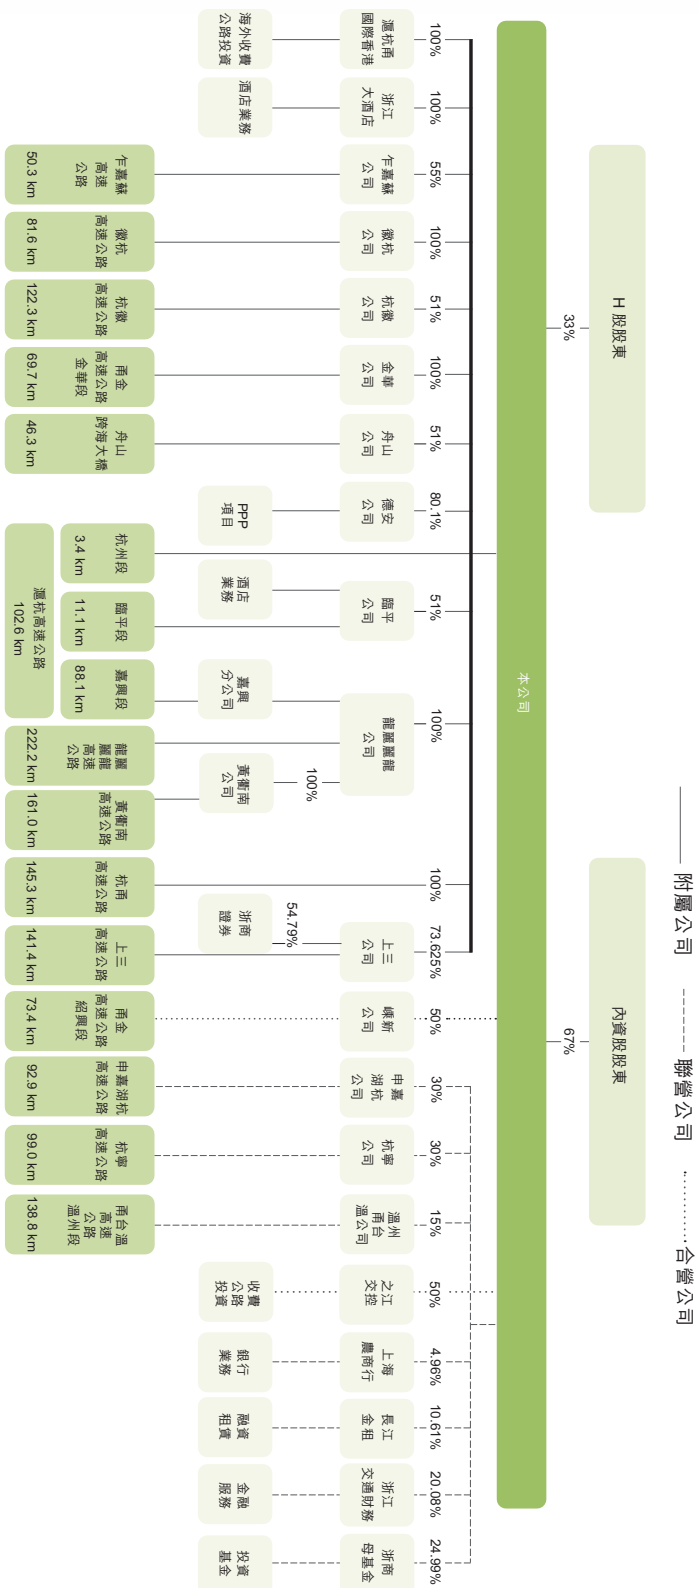 附屬公司
聯營公司
合營公司
H 股股東
33%
內資股股東
67%
本公司
100%
滬杭甬
國際香港
海外收費
公路投資
100%
浙江
大酒店
酒店業務
55%
乍嘉蘇
公司
乍嘉蘇
高速
公路
50.3 km
100%
徽杭
公司
徽杭
高速公路
81.6 km
51%
杭徽
公司
杭徽
高速公路
122.3 km
100%
金華
公司
甬金
高速公路
金華段
69.7 km
51%
舟山
公司
舟山
跨海大橋
46.3 km
80.1%
德安
公司
PPP
項目
杭州段
3.4 km
51%
臨平
公司
酒店
業務
臨平段
11.1 km
100%
龍麗麗龍
公司
嘉興
分公司
嘉興段
88.1 km
滬杭高速公路
102.6 km
龍麗
麗龍
高速
公路
222.2 km
100%
黃衢南
公司
黃衢南
高速公路
161.0 km
100%
杭甬
高速公路
145.3 km
73.625%
上三
公司
54.79%
浙商
證券
上三
高速公路
141.4 km
50%
嵊新
公司
甬金
高速公路
紹興段
73.4 km
30%
申嘉
湖杭
公司
申嘉湖杭
高速公路
92.9 km
30%
杭寧
公司
杭寧
高速公路
99.0 km
15%
溫州
甬台
溫公司
甬台溫
高速
公路
溫州段
138.8 km
50%
之江
交控
收費
公路
投資
4.96%
上海
農商行
銀行
業務
10.61%
長江
金租
融資
租賃
20.08%
浙江
交通財務
金融
服務
24.99%
浙商
母基金
投資
基金